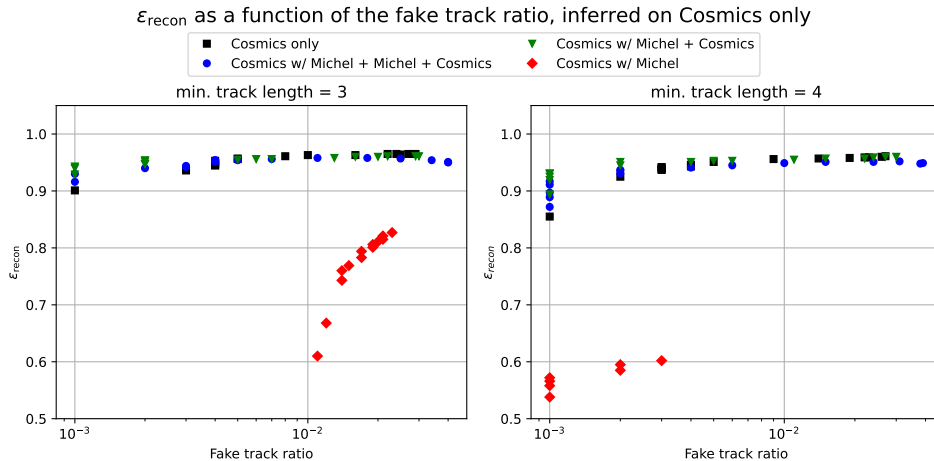 ε_recon as a function of the fake track ratio, inferred on Cosmics only
Cosmics only
Cosmics w/ Michel + Michel + Cosmics
Cosmics w/ Michel + Cosmics
Cosmics w/ Michel
min. track length = 3
1.0
0.9
0.8
0.7
0.6
0.5
ε_recon
10⁻³
10⁻²
Fake track ratio
min. track length = 4
1.0
0.9
0.8
0.7
0.6
0.5
ε_recon
10⁻³
10⁻²
Fake track ratio